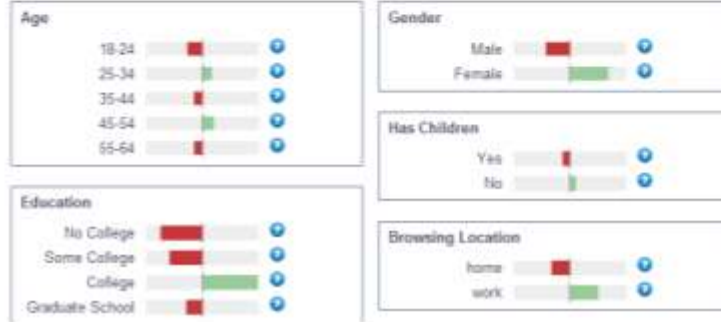 Age
18-24
25-34
35-44
45-54
55-64
Education
No College
Some College
College
Graduate School
Gender
Male
Female
Has Children
Yes
No
Browsing Location
home
work